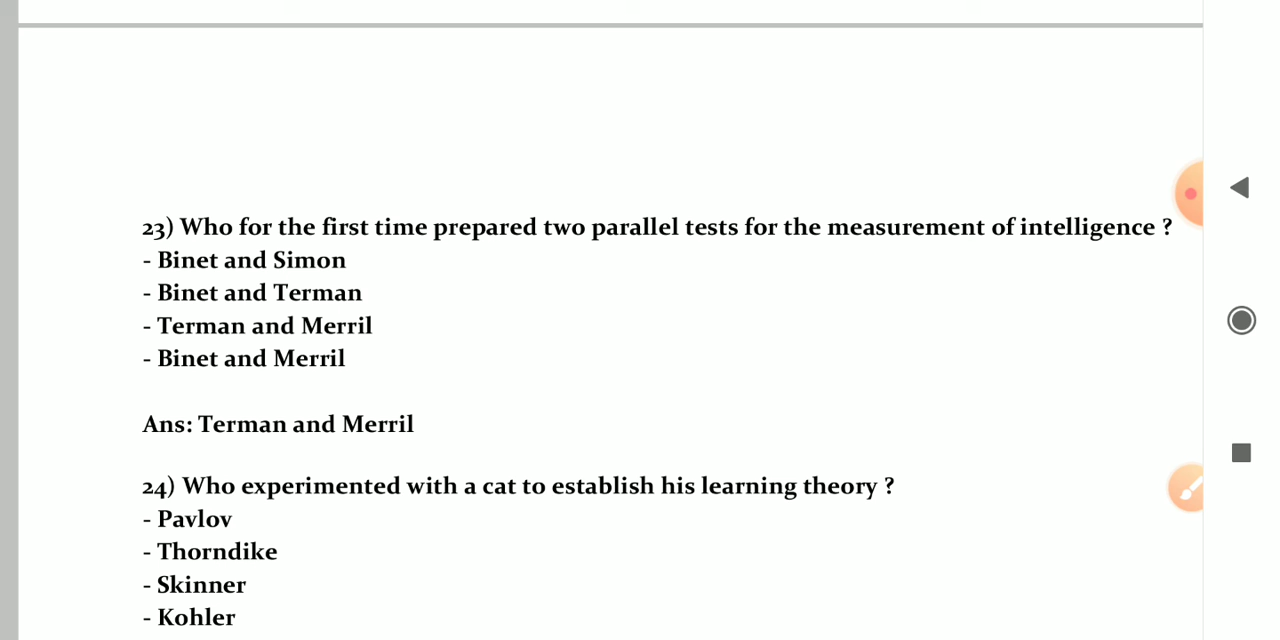 23) Who for the first time prepared two parallel tests for the measurement of intelligence ?
- Binet and Simon
- Binet and Terman
- Terman and Merril
- Binet and Merril
Ans: Terman and Merril
24) Who experimented with a cat to establish his learning theory ?
- Pavlov
- Thorndike
- Skinner
- Kohler